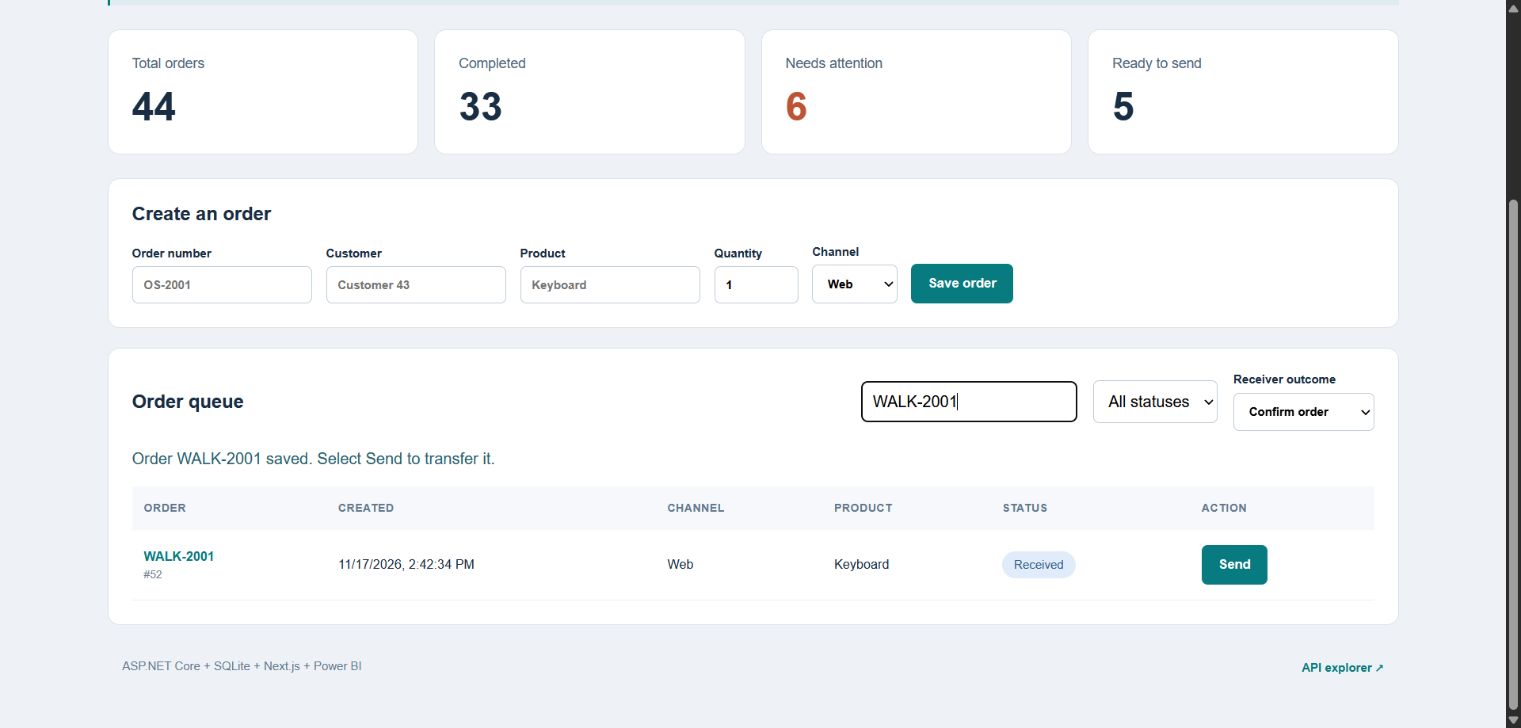 Total orders
44
Completed
33
Needs attention
6
Ready to send
5
Create an order
Order number
OS-2001
Customer
Customer 43
Product
Keyboard
Quantity
1
Channel
Web
Save order
Order queue
WALK-2001
All statuses
Receiver outcome
Confirm order
Order WALK-2001 saved. Select Send to transfer it.
ORDER CREATED CHANNEL PRODUCT STATUS ACTION
WALK-2001 11/17/2026, 2:42:34 PM Web Keyboard Received Send
#52
ASP.NET Core + SQLite + Next.js + Power BI
API explorer ↗